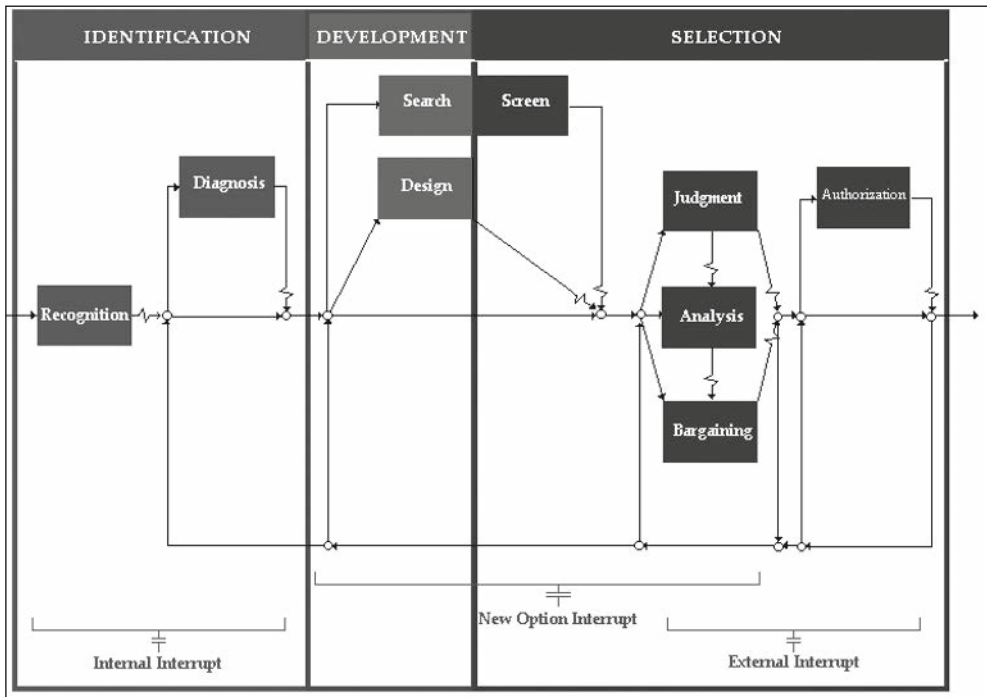 IDENTIFICATION
DEVELOPMENT
SELECTION
Search
Screen
Diagnosis
Design
Judgment
Authorization
Recognition
Analysis
Bargaining
New Option Interrupt
Internal Interrupt
External Interrupt